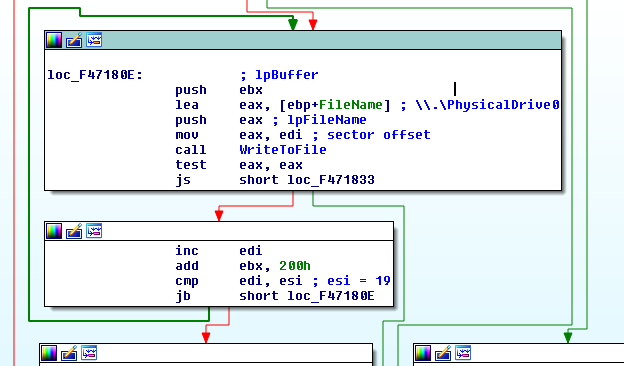 loc_F47180E: ; lpBuffer
push ebx
lea eax, [ebp+FileName] ; \\.\PhysicalDrive0
push eax ; lpFileName
mov eax, edi ; sector offset
call WriteToFile
test eax, eax
js short loc_F471833
inc edi
add ebx, 200h
cmp edi, esi ; esi = 19
jb short loc_F47180E